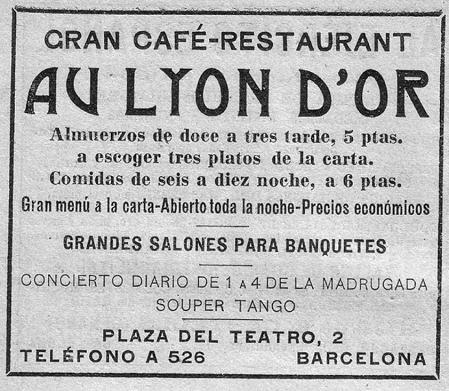 GRAN CAFÉ-RESTAURANT
AU LYON D'OR
Almuerzos de doce a tres tarde, 5 ptas.
a escoger tres platos de la carta.
Comidas de seis a diez noche, a 6 ptas.
Gran menú a la carta-Abierto toda la noche-Precios económicos
GRANDES SALONES PARA BANQUETES
CONCIERTO DIARIO DE 1 A 4 DE LA MADRUGADA
SOUPER TANGO
PLAZA DEL TEATRO, 2
TELÉFONO A 526 BARCELONA